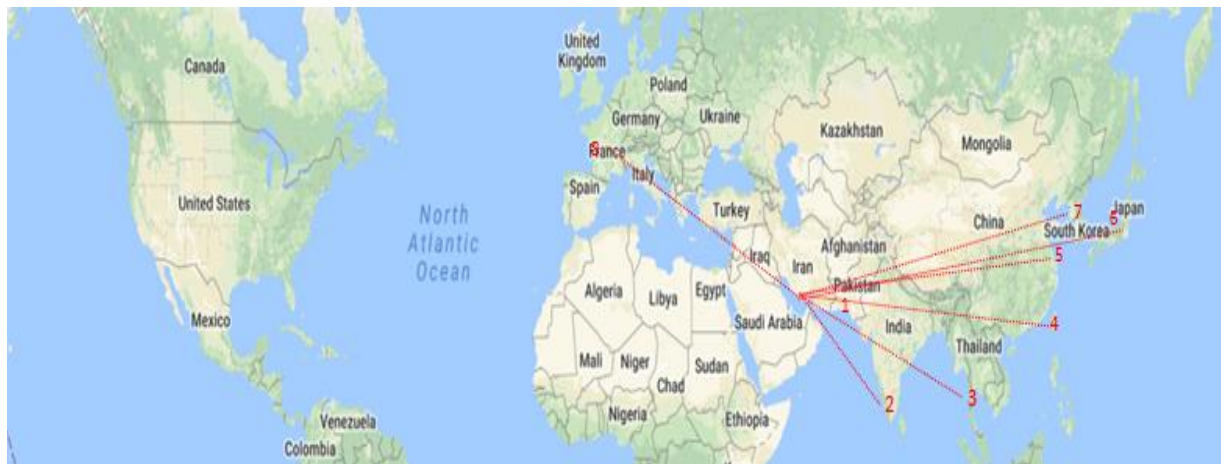 United
Kingdom
Canada
Poland
Germany
Ukraine
Kazakhstan
Mongolia
8
France
Italy
Spain
United States
Turkey
North
Atlantic
Ocean
China
7
6
Japan
South Korea
Afghanistan
Iraq
Iran
5
Pakistan
Algeria
Libya
Egypt
1
Mexico
Saudi Arabia
India
4
Thailand
Mali
Niger
Chad
Sudan
2
3
Nigeria
Ethiopia
Venezuela
Colombia